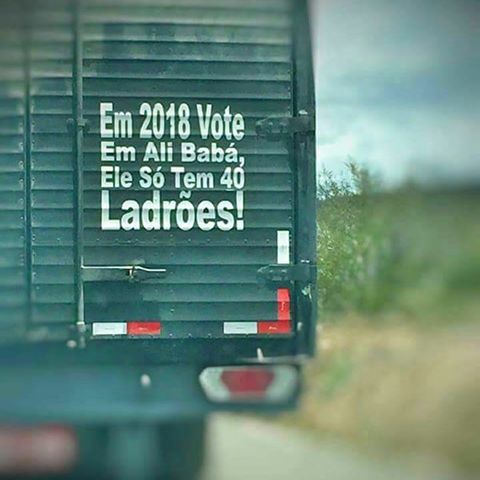 Em 2018 Vote
Em Ali Babá,
Ele Só Tem 40
Ladrões!